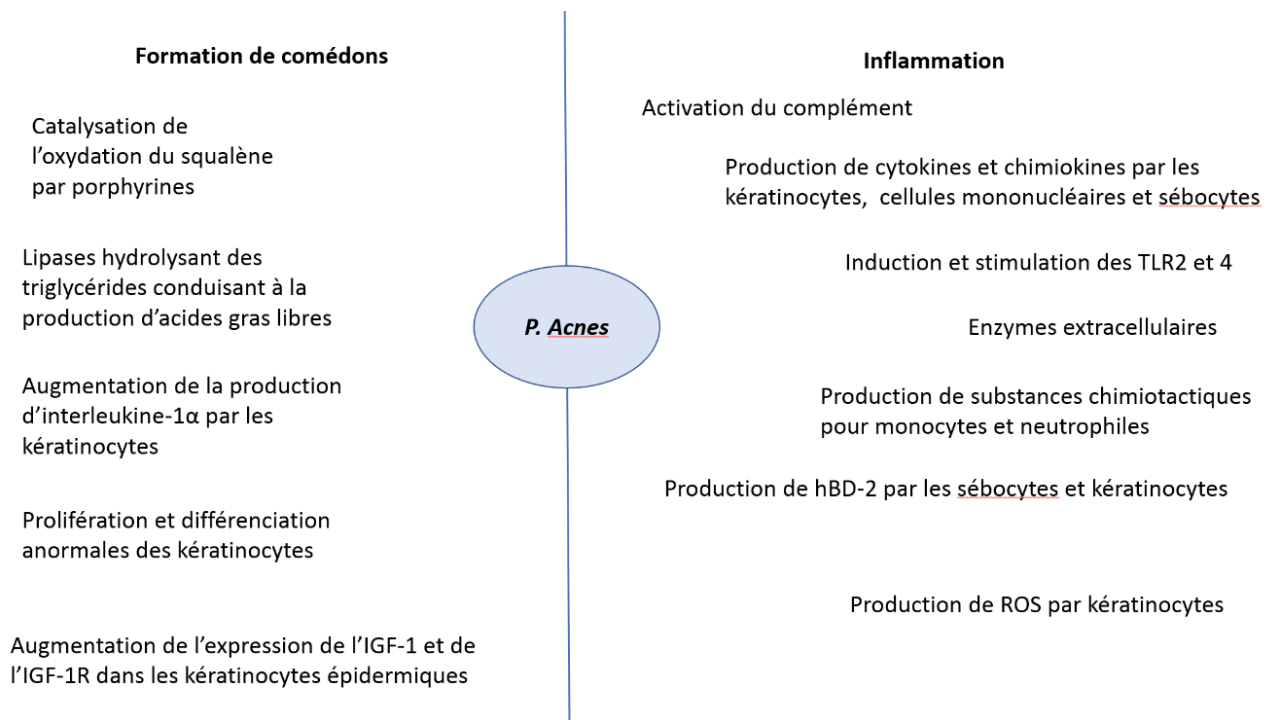 Formation de comédons
Catalysation de
l’oxydation du squalène
par porphyrines
Lipases hydrolysant des
triglycérides conduisant à la
production d’acides gras libres
Augmentation de la production
d’interleukine-1α par les
kératinocytes
Prolifération et différenciation
anormales des kératinocytes
Augmentation de l’expression de l’IGF-1 et de
l’IGF-1R dans les kératinocytes épidermiques
P. Acnes
Inflammation
Activation du complément
Production de cytokines et chimiokines par les
kératinocytes,  cellules mononucléaires et sébocytes
Induction et stimulation des TLR2 et 4
Enzymes extracellulaires
Production de substances chimiotactiques
pour monocytes et neutrophiles
Production de hBD-2 par les sébocytes et kératinocytes
Production de ROS par kératinocytes